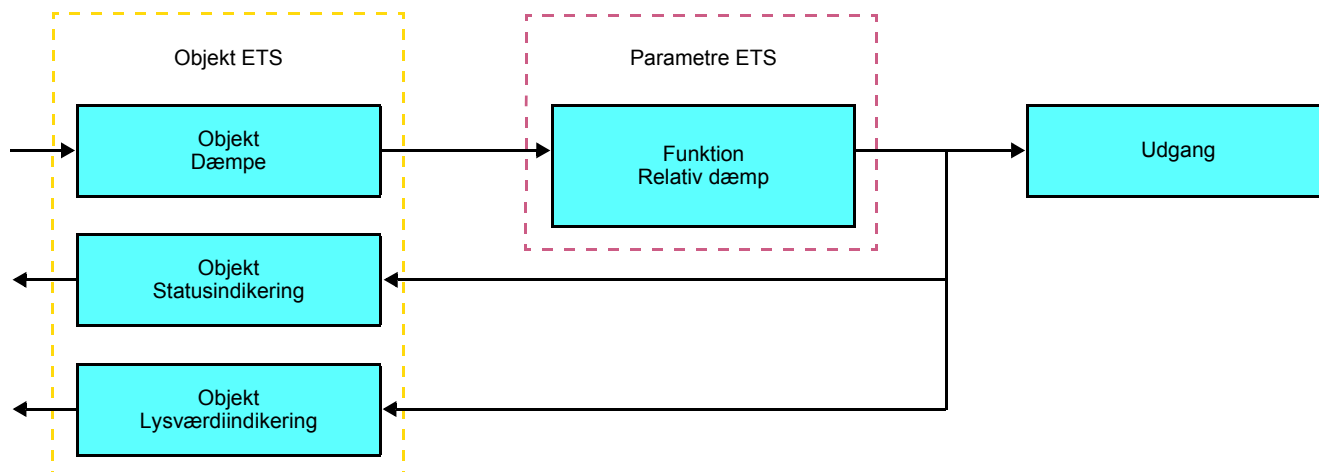 Objekt ETS
Parametre ETS
Objekt
Dæmpe
Funktion
Relativ dæmp
Udgang
Objekt
Statusindikering
Objekt
Lysværdiindikering